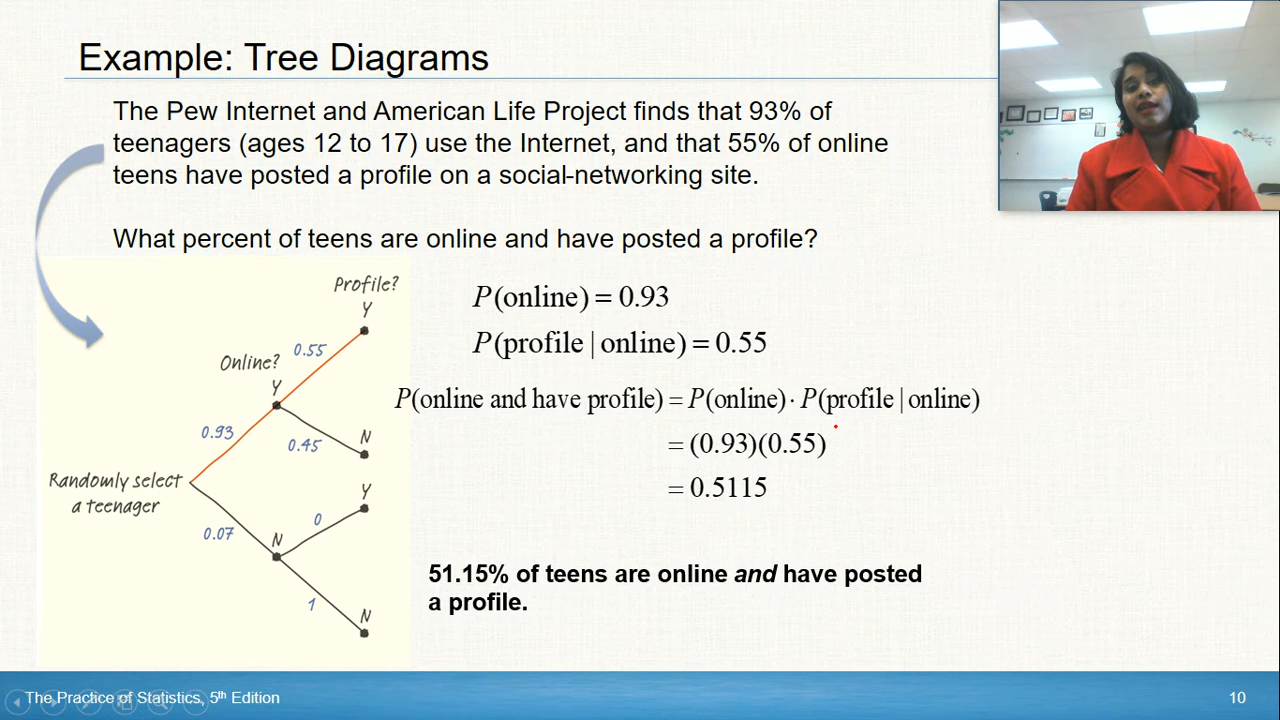 Example: Tree Diagrams
The Pew Internet and American Life Project finds that 93% of
teenagers (ages 12 to 17) use the Internet, and that 55% of online
teens have posted a profile on a social-networking site.
What percent of teens are online and have posted a profile?
Profile?
Y
0.55
Online?
Y
0.93
0.45
N
Randomly select
a teenager
Y
0.07
0
N
1
N
P(online) = 0.93
P(profile | online) = 0.55
P(online and have profile) = P(online) · P(profile | online)
= (0.93)(0.55)
= 0.5115
51.15% of teens are online and have posted
a profile.
The Practice of Statistics, 5th Edition
10